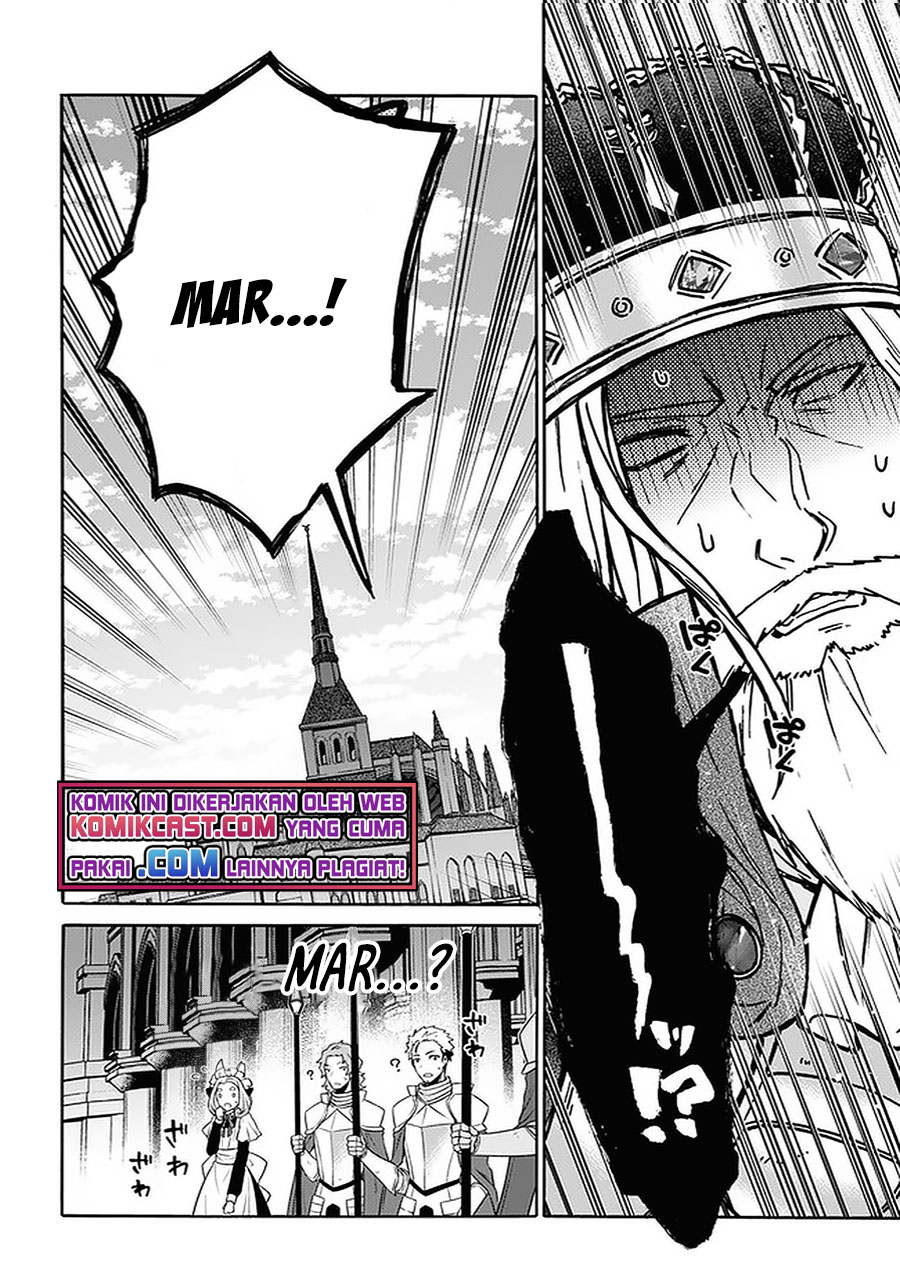 ー!?ッ
ぱく
ぱく
MAR...!
KOMIK INI DIKERJAKAN OLEH WEB
KOMIKCAST.COM YANG CUMA
PAKAI .COM LAINNYA PLAGIAT!
MAR...?
ざわ
?
?
ざわ
ざわ